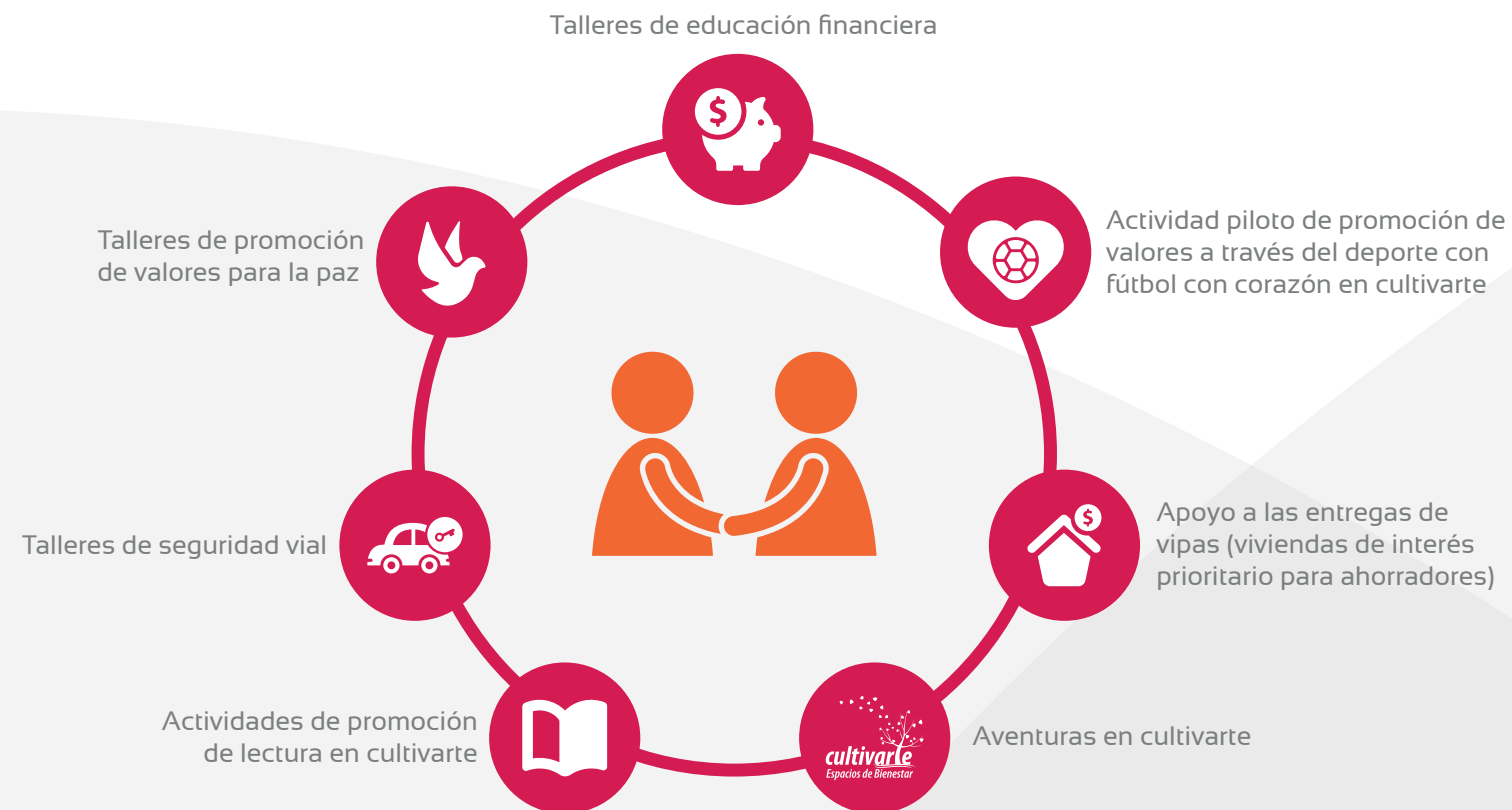 Talleres de educación financiera
$
Actividad piloto de promoción de
valores a través del deporte con
fútbol con corazón en cultivarte
Talleres de promoción
de valores para la paz
$
Apoyo a las entregas de
vipas (viviendas de interés
prioritario para ahorradores)
Talleres de seguridad vial
Actividades de promoción
de lectura en cultivarte
cultivarte
Espacios de Bienestar
Aventuras en cultivarte